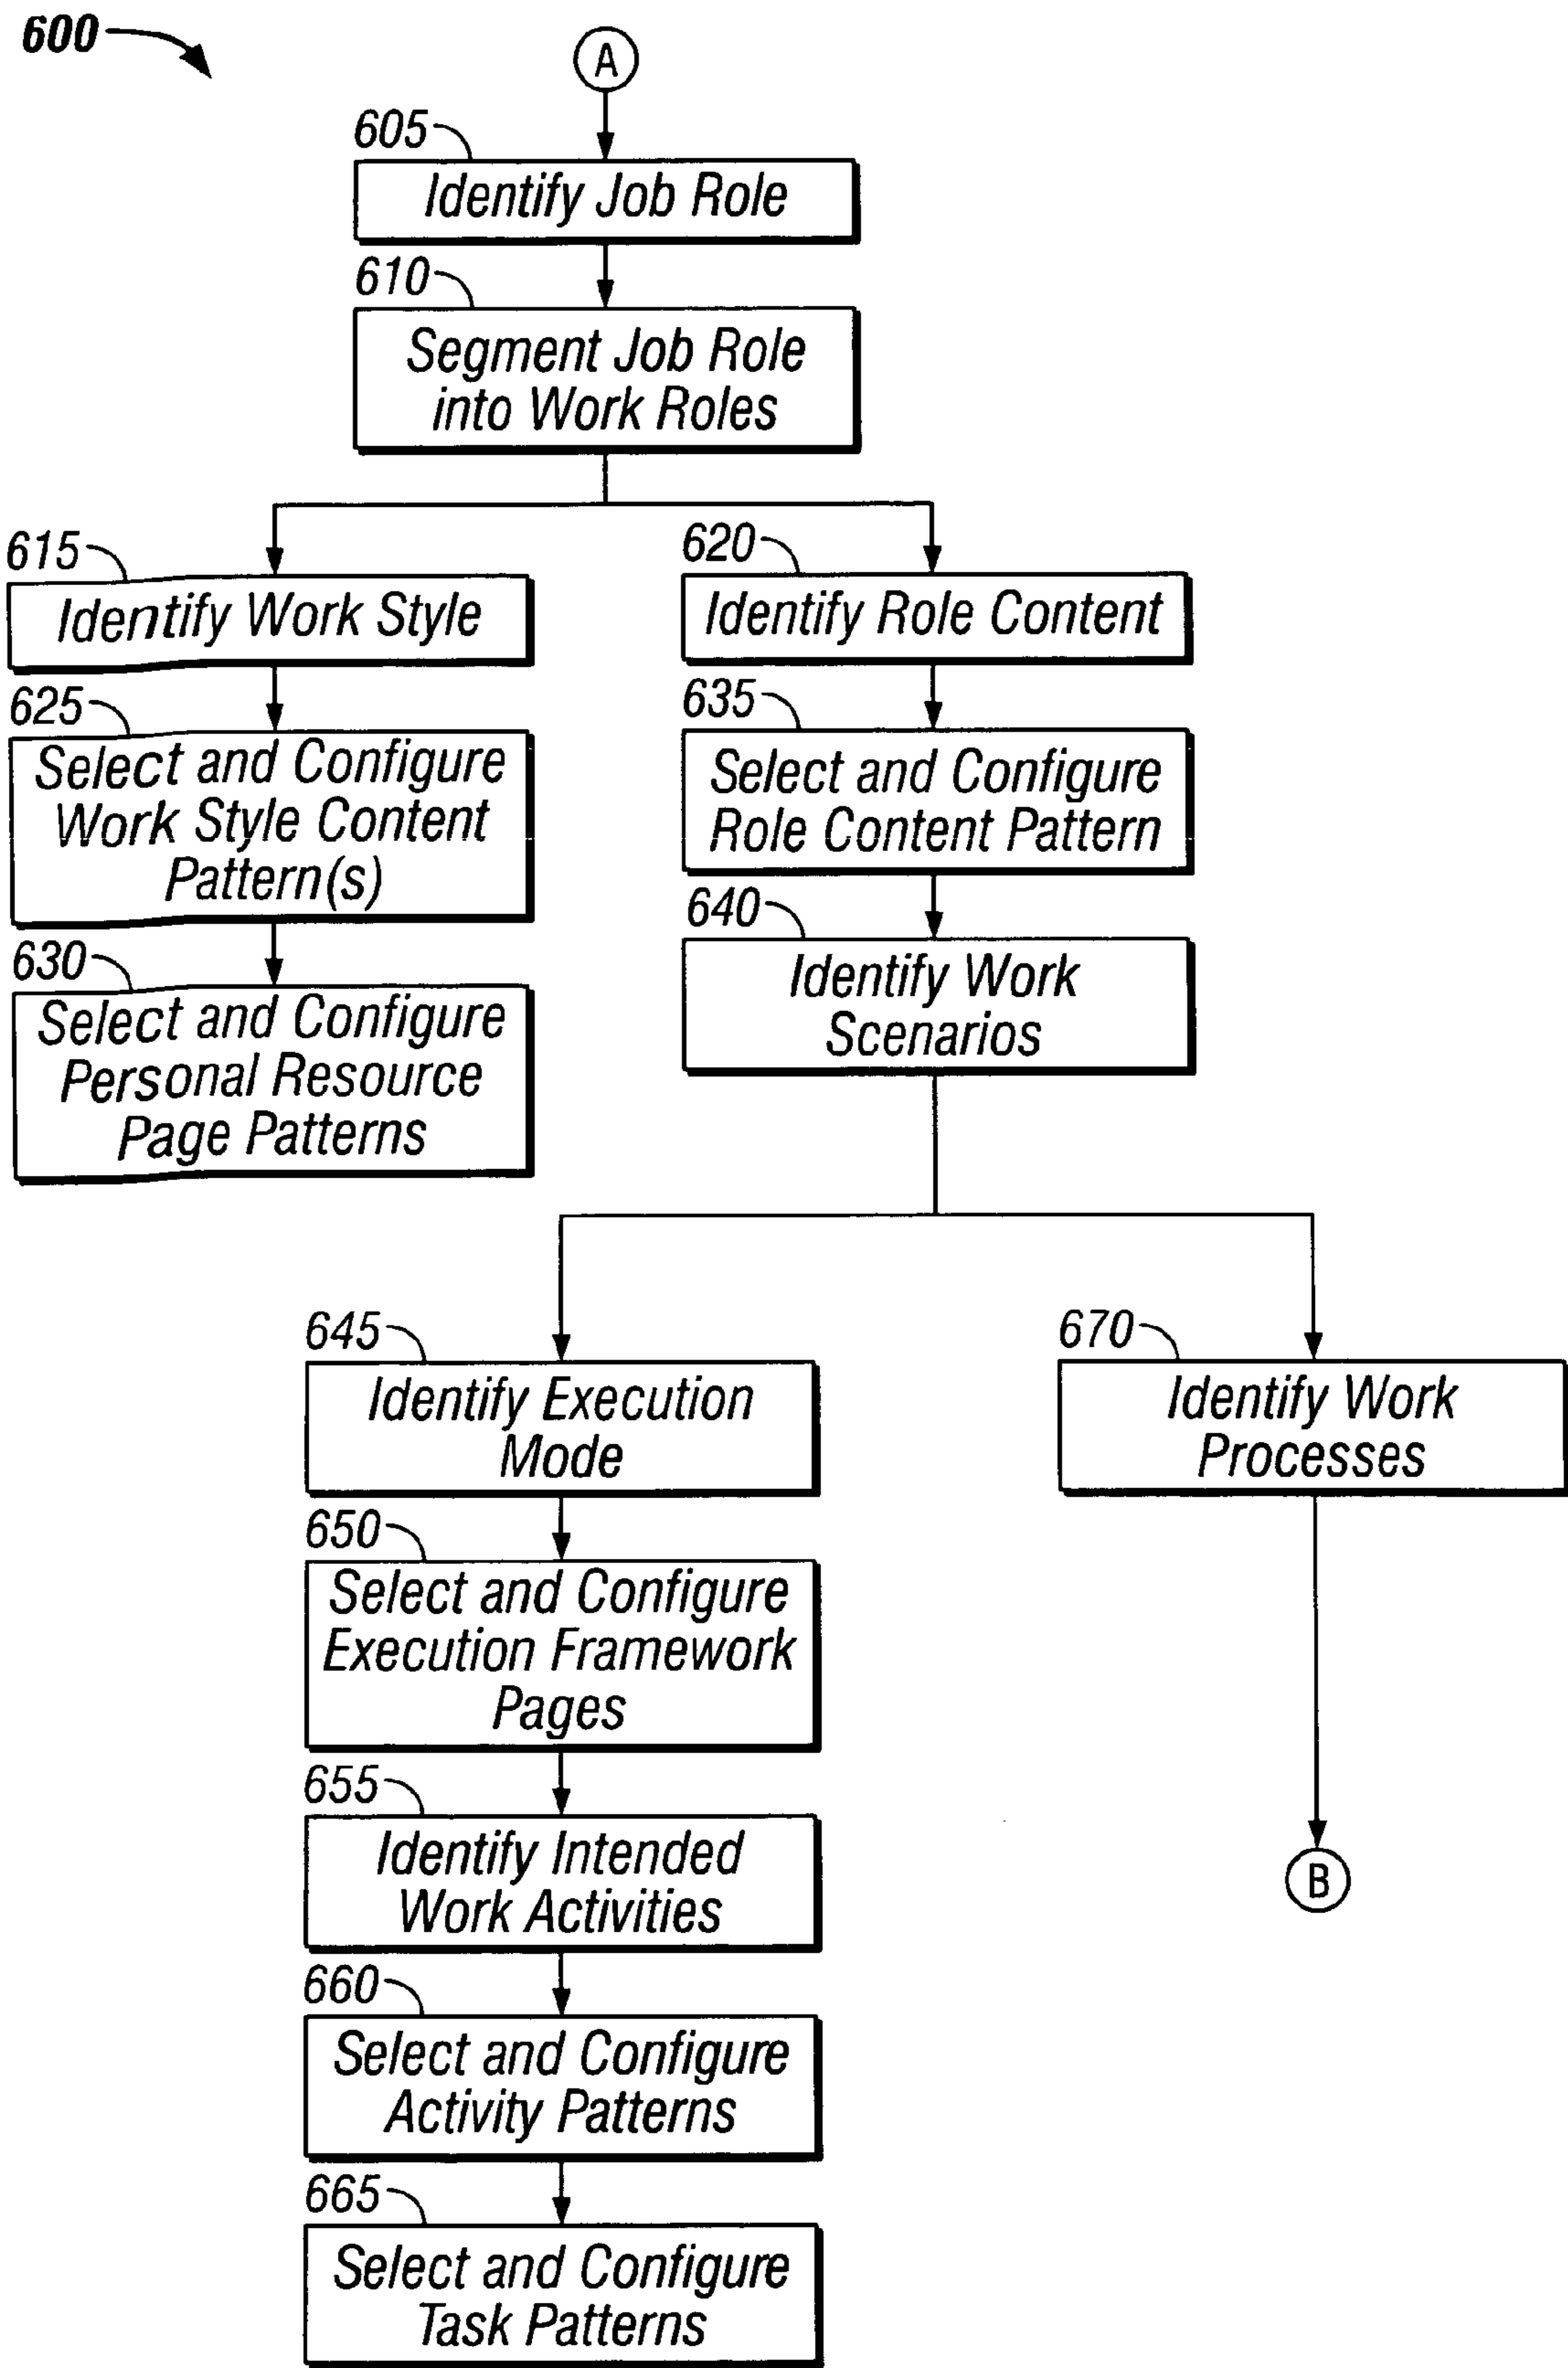 600
A
605
Identify Job Role
610
Segment Job Role
into Work Roles
615
Identify Work Style
620
Identify Role Content
625
Select and Configure
Work Style Content
Pattern(s)
635
Select and Configure
Role Content Pattern
630
Select and Configure
Personal Resource
Page Patterns
640
Identify Work
Scenarios
645
Identify Execution
Mode
670
Identify Work
Processes
650
Select and Configure
Execution Framework
Pages
655
Identify Intended
Work Activities
B
660
Select and Configure
Activity Patterns
665
Select and Configure
Task Patterns